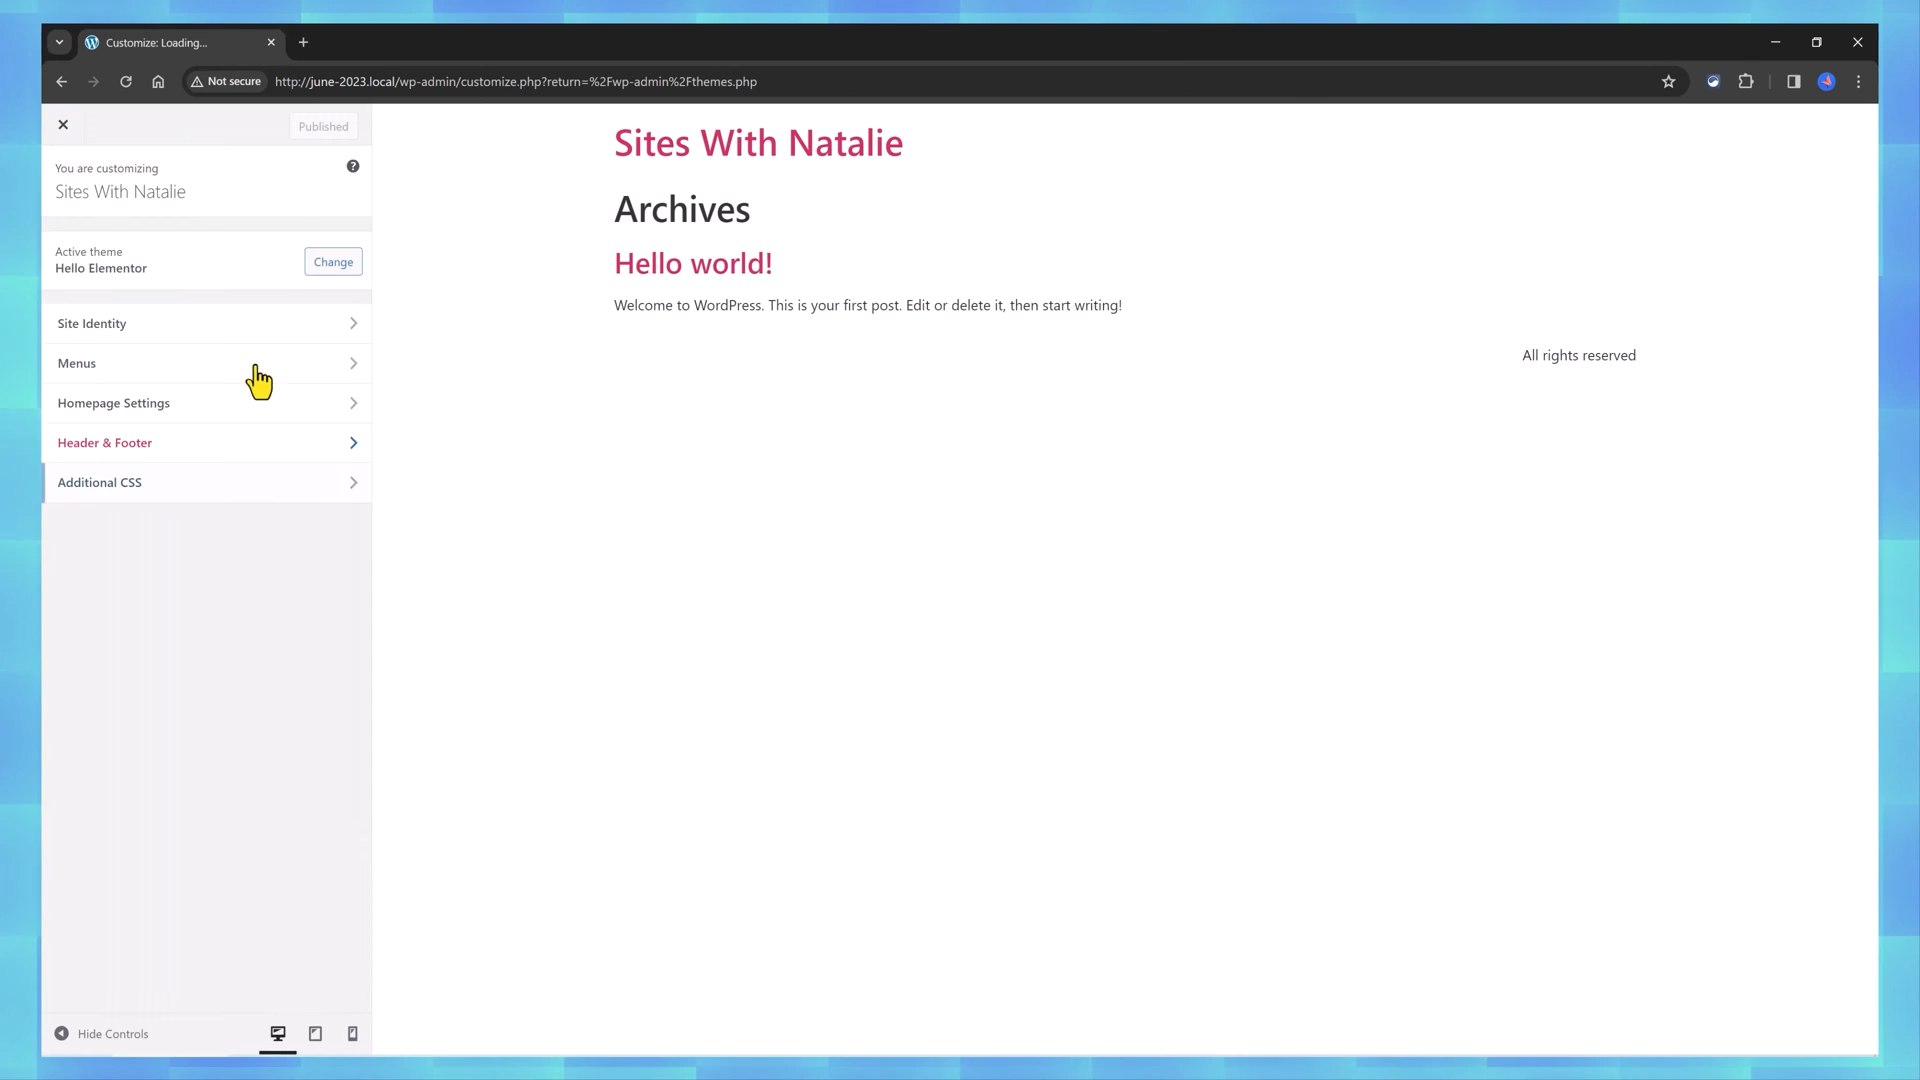 Customize: Loading...
Not secure
http://june-2023.local/wp-admin/customize.php?return=%2Fwp-admin%2Fthemes.php
Published
You are customizing
Sites With Natalie
Active theme
Hello Elementor
Change
Site Identity
Menus
Homepage Settings
Header & Footer
Additional CSS
Hide Controls
Sites With Natalie
Archives
Hello world!
Welcome to WordPress. This is your first post. Edit or delete it, then start writing!
All rights reserved